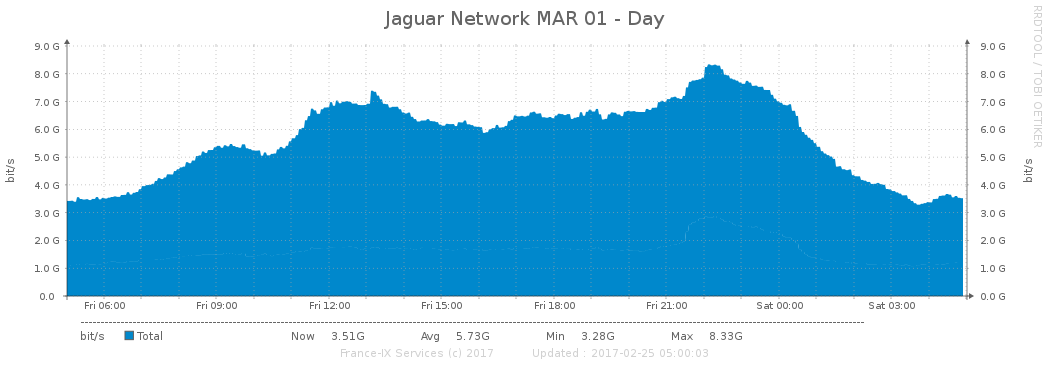 Jaguar Network MAR 01 - Day
RRDTOOL / TOBI OETIKER
9.0 G 9.0 G
8.0 G 8.0 G
7.0 G 7.0 G
6.0 G 6.0 G
5.0 G 5.0 G
4.0 G 4.0 G
3.0 G 3.0 G
2.0 G 2.0 G
1.0 G 1.0 G
0.0 0.0 G
bit/s
bit/s
Fri 06:00 Fri 09:00 Fri 12:00 Fri 15:00 Fri 18:00 Fri 21:00 Sat 00:00 Sat 03:00
bit/s Total Now 3.51G Avg 5.73G Min 3.28G Max 8.33G
France-IX Services (c) 2017 Updated : 2017-02-25 05:00:03